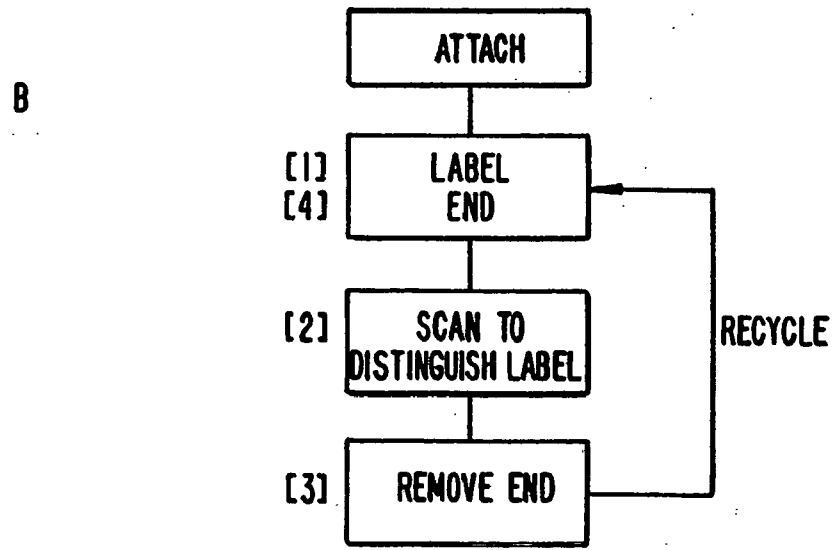 ATTACH
B
[1] LABEL
[4] END
[2] SCAN TO
DISTINGUISH LABEL
RECYCLE
[3] REMOVE END